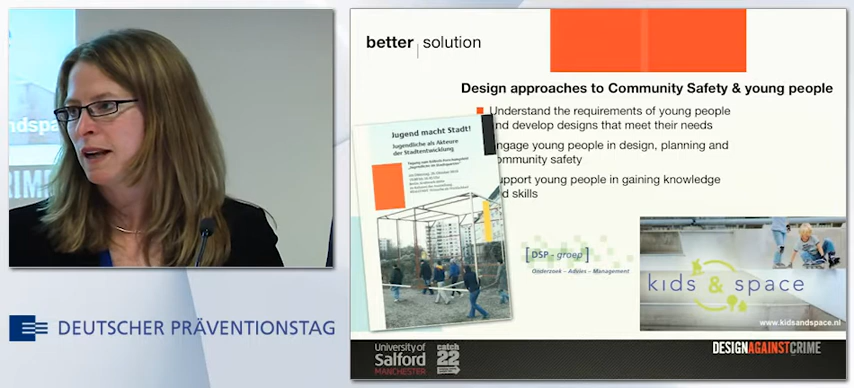 ndspace
DEUTSCHER PRÄVENTIONSTAG
better solution
Design approaches to Community Safety & young people
Understand the requirements of young people
nd develop designs that meet their needs
ngage young people in design, planning and
ommunity safety
upport young people in gaining knowledge
d skills
Jugend macht Stadt!
Jugendliche als Akteure
der Stadtentwicklung
[ DSP - groep ]
Onderzoek – Advies – Management
kids & space
www.kidsandspace.nl
University of
Salford
MANCHESTER
catch
22
DESIGNAGAINSTCRIME